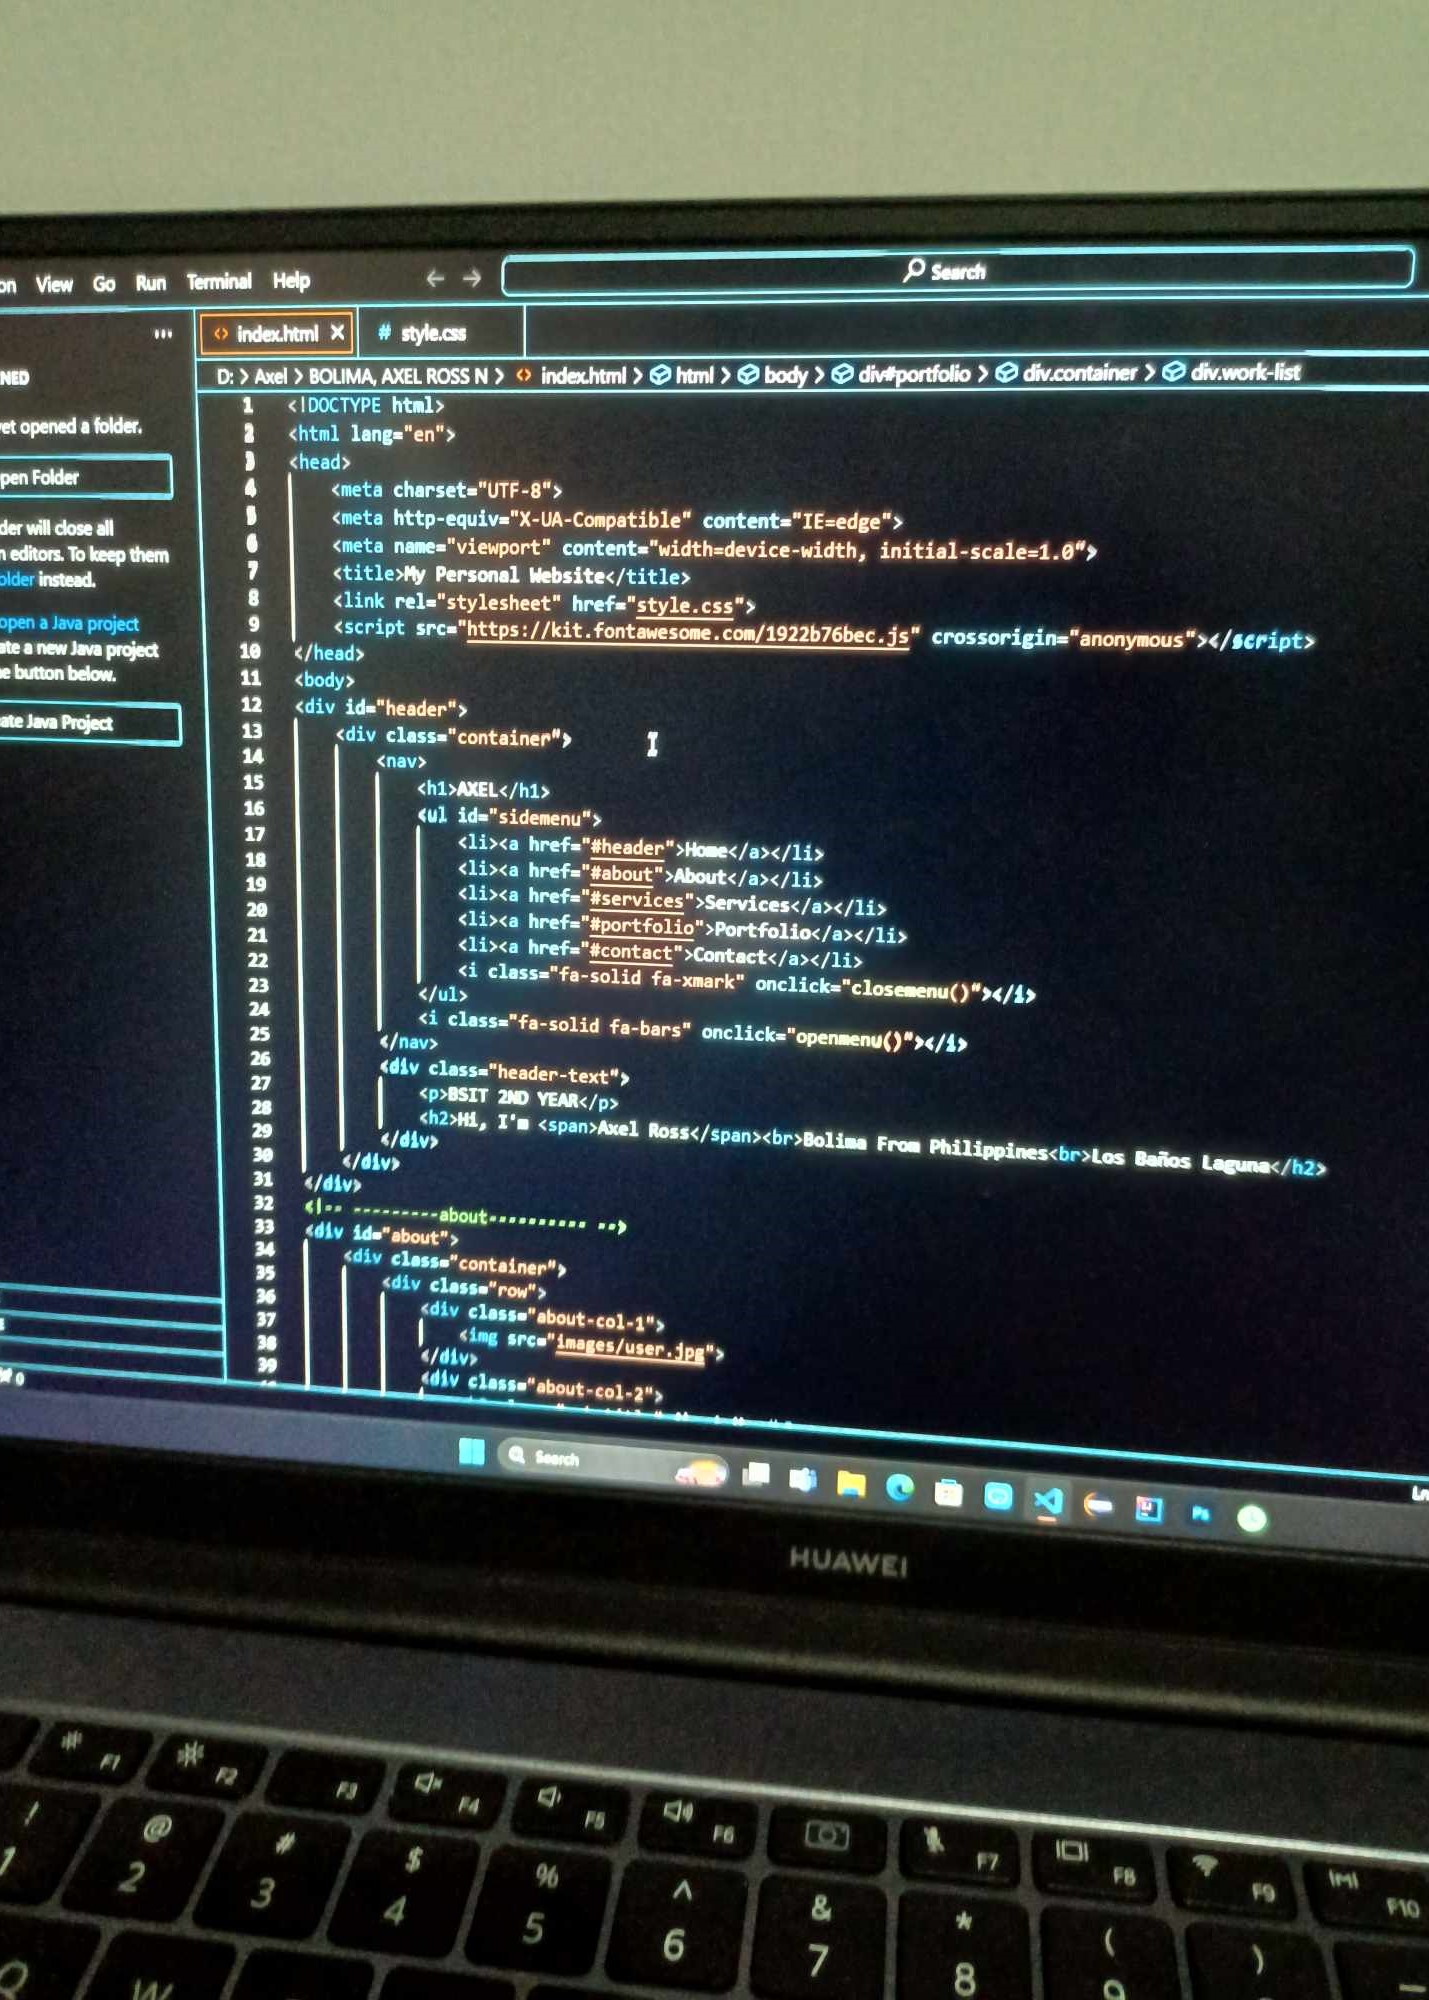 on View Go Run Terminal Help
Search
index.html
# style.css
D: > Axel > BOLIMA, AXEL ROSS N > index.html > html > body > div#portfolio > div.container > div.work-list
NED
yet opened a folder.
pen Folder
der will close all
n editors. To keep them
older instead.
open a Java project
ate a new Java project
e button below.
ate Java Project
1 <!DOCTYPE html>
2 <html lang="en">
3 <head>
4 <meta charset="UTF-8">
5 <meta http-equiv="X-UA-Compatible" content="IE=edge">
6 <meta name="viewport" content="width=device-width, initial-scale=1.0">
7 <title>My Personal Website</title>
8 <link rel="stylesheet" href="style.css">
9 <script src="https://kit.fontawesome.com/1922b76bec.js" crossorigin="anonymous"></script>
10 </head>
11 <body>
12 <div id="header">
13 <div class="container">
14 <nav>
15 <h1>AXEL</h1>
16 <ul id="sidemenu">
17 <li><a href="#header">Home</a></li>
18 <li><a href="#about">About</a></li>
19 <li><a href="#services">Services</a></li>
20 <li><a href="#portfolio">Portfolio</a></li>
21 <li><a href="#contact">Contact</a></li>
22 <i class="fa-solid fa-xmark" onclick="closemenu()"></i>
23 </ul>
24 <i class="fa-solid fa-bars" onclick="openmenu()"></i>
25 </nav>
26 <div class="header-text">
27 <p>BSIT 2ND YEAR</p>
28 <h2>Hi, I'm <span>Axel Ross</span><br>Bolima From Philippines<br>Los Baños Laguna</h2>
29 </div>
30 </div>
31 </div>
32 <!-- ---------about---------- -->
33 <div id="about">
34 <div class="container">
35 <div class="row">
36 <div class="about-col-1">
37 <img src="images/user.jpg">
38 </div>
39 <div class="about-col-2">
0
Ln
Search
Ps
HUAWEI
F1 F2 F3 F4 F5 F6 F7 F8 F9 F10
! @ # $ % ^ & * ( )
1 2 3 4 5 6 7 8 9
Q W